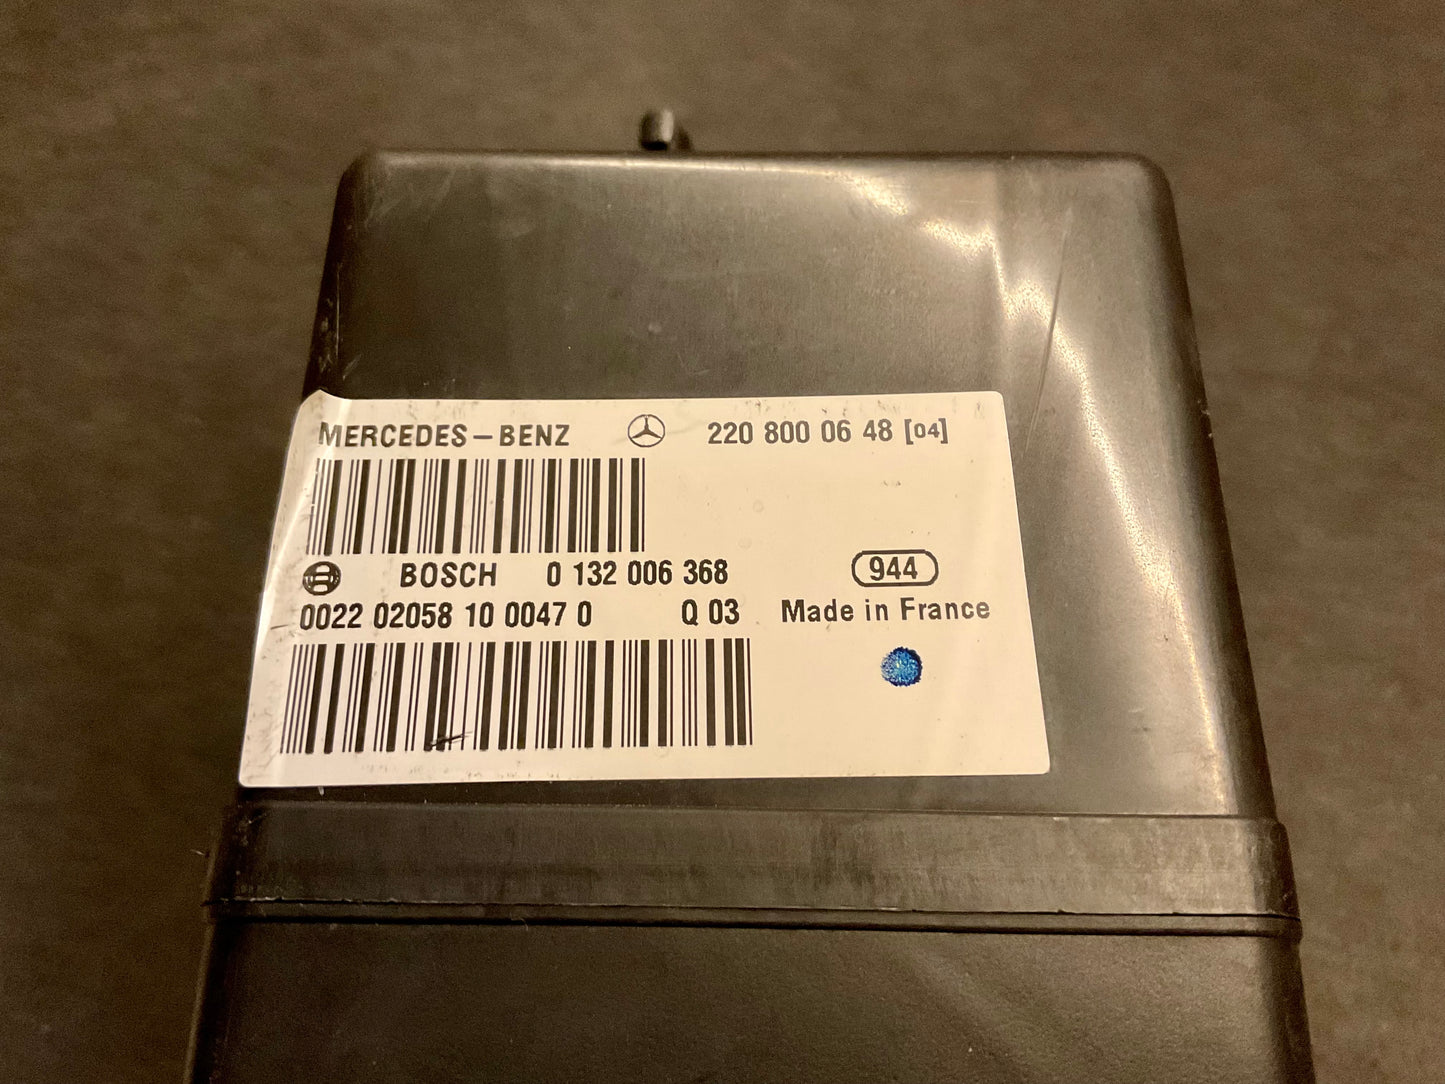 MERCEDES-BENZ 220 800 06 48 [04]
BOSCH 0 132 006 368 944
0022 02058 10 0047 0 Q 03 Made in France